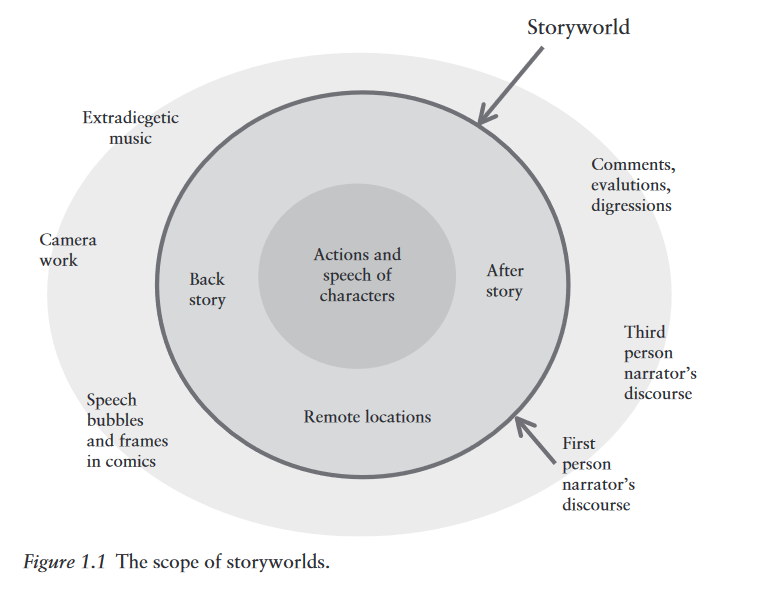 Storyworld
Extradiegetic
music
Comments,
evalutions,
digressions
Camera
work
Actions and
speech of
characters
Back
story
After
story
Third
person
narrator's
discourse
Speech
bubbles
and frames
in comics
Remote locations
First
person
narrator's
discourse
Figure 1.1 The scope of storyworlds.